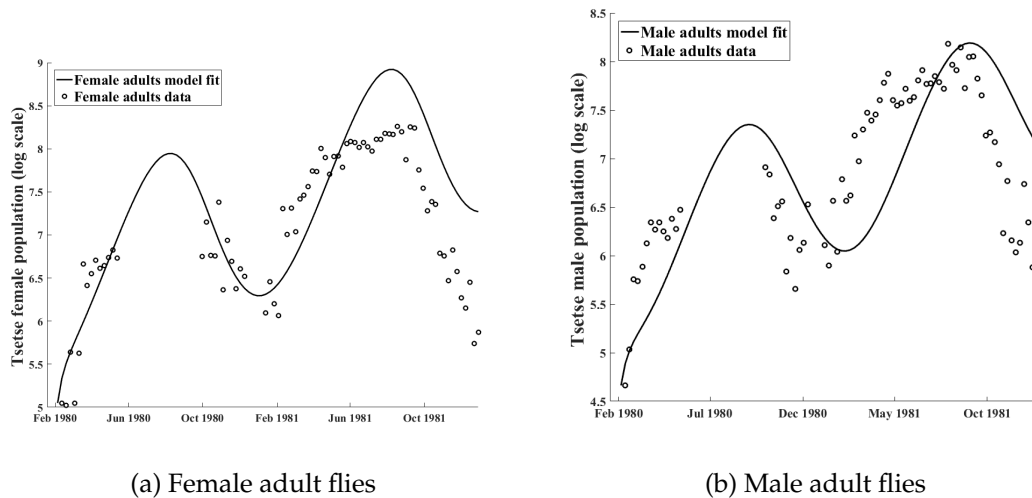 Tsetse female population (log scale)
9
8.5
8
7.5
7
6.5
6
5.5
5
Female adults model fit
Female adults data
Feb 1980 Jun 1980 Oct 1980 Feb 1981 Jun 1981 Oct 1981
(a) Female adult flies
Tsetse male population (log scale)
8.5
8
7.5
7
6.5
6
5.5
5
4.5
Male adults model fit
Male adults data
Feb 1980 Jul 1980 Dec 1980 May 1981 Oct 1981
(b) Male adult flies